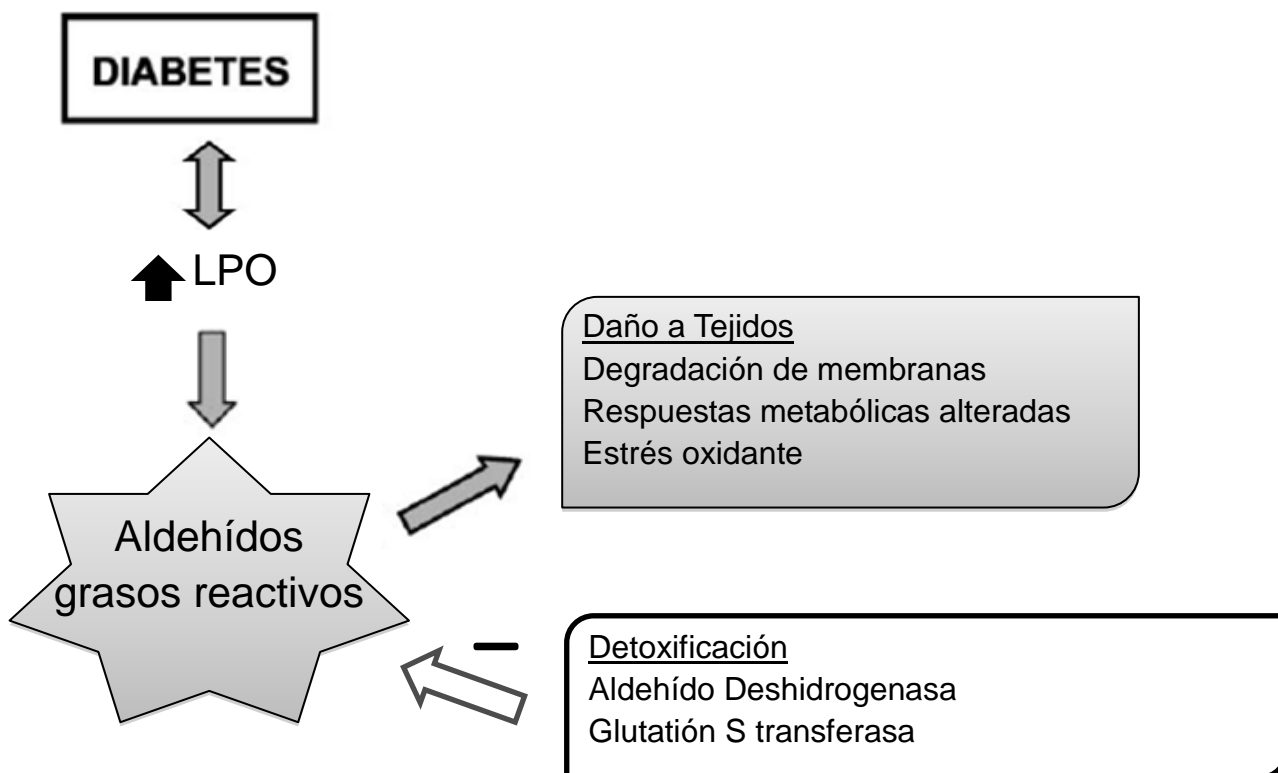 DIABETES
LPO
Daño a Tejidos
Degradación de membranas
Respuestas metabólicas alteradas
Estrés oxidante
Aldehídos
grasos reactivos
Detoxificación
Aldehído Deshidrogenasa
Glutatión S transferasa